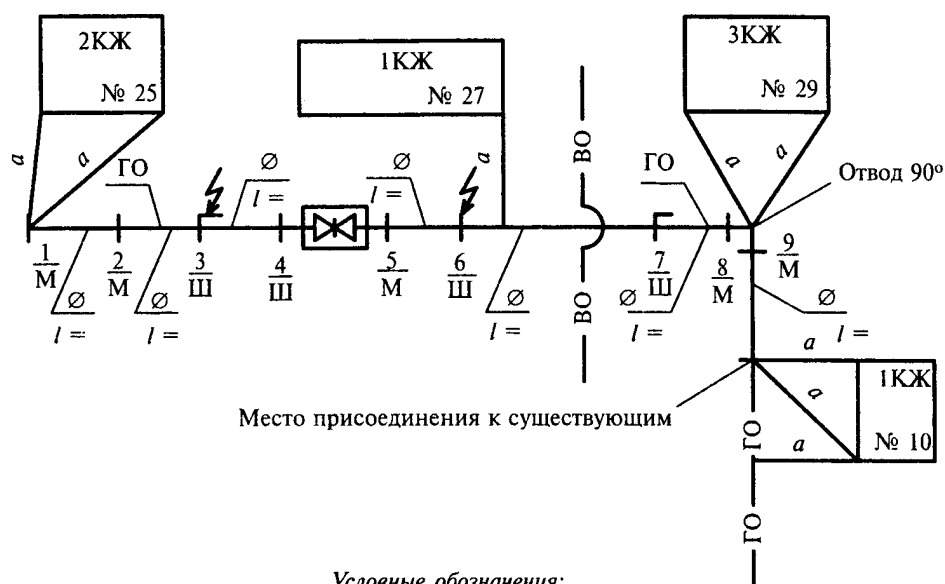 2КЖ
№ 25
1КЖ
№ 27
3КЖ
№ 29
а
а
а
а
а
ВО
ГО
∅
l =
∅
l =
ГО
Отвод 90°
1/М
2/М
3/Ш
4/Ш
5/М
6/Ш
7/Ш
8/М
9/М
∅
l =
∅
l =
∅
l =
ВО
∅
l =
∅
l =
а
1КЖ
№ 10
а
а
Место присоединения к существующим
ГО
ГО
Условные обозначения: